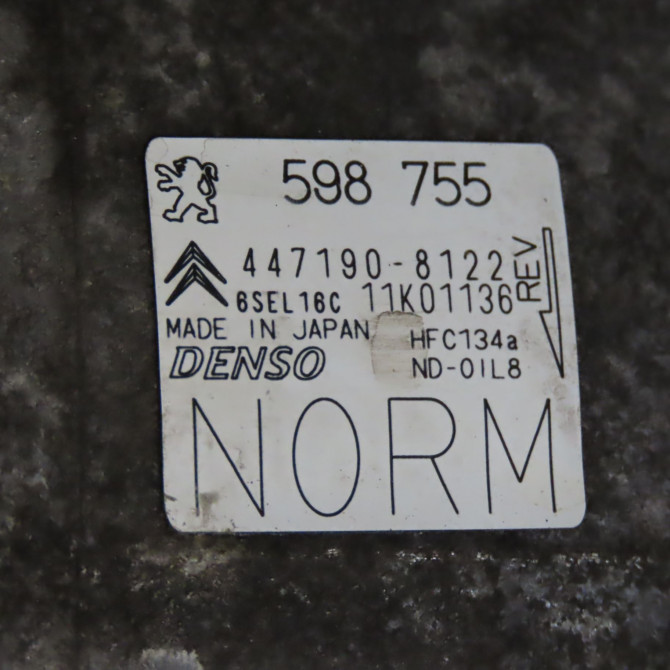 598 755
447190-8122
6SEL16C 11K01136
REV
MADE IN JAPAN HFC134a
DENSO ND-OIL8
NORM